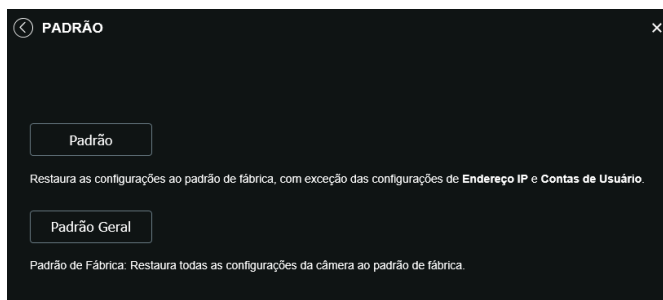 PADRÃO
Padrão
Restaura as configurações ao padrão de fábrica, com exceção das configurações de Endereço IP e Contas de Usuário.
Padrão Geral
Padrão de Fábrica: Restaura todas as configurações da câmera ao padrão de fábrica.